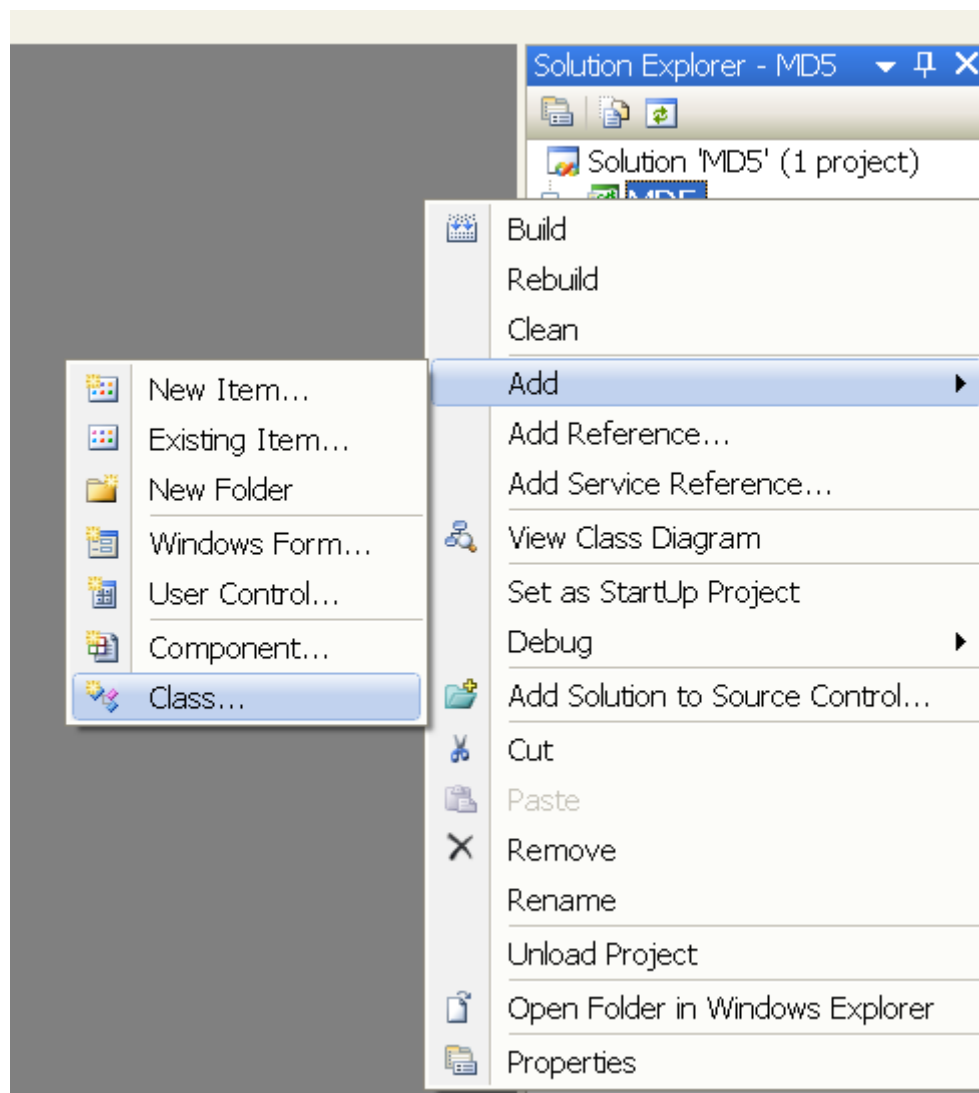 Solution Explorer - MD5
Solution 'MD5' (1 project)
MD5
Build
Rebuild
Clean
Add
Add Reference...
Add Service Reference...
View Class Diagram
Set as StartUp Project
Debug
Add Solution to Source Control...
Cut
Paste
Remove
Rename
Unload Project
Open Folder in Windows Explorer
Properties
New Item...
Existing Item...
New Folder
Windows Form...
User Control...
Component...
Class...